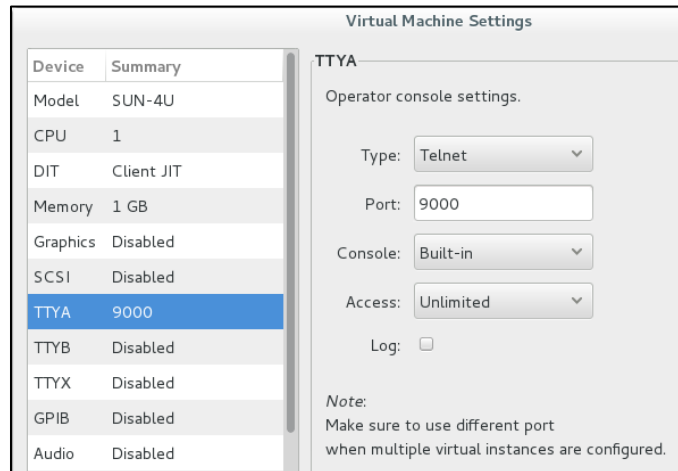 Virtual Machine Settings
Device Summary
Model SUN-4U
CPU 1
DIT Client JIT
Memory 1 GB
Graphics Disabled
SCSI Disabled
TTYA 9000
TTYB Disabled
TTYX Disabled
GPIB Disabled
Audio Disabled
TTYA
Operator console settings.
Type: Telnet
Port: 9000
Console: Built-in
Access: Unlimited
Log:
Note:
Make sure to use different port
when multiple virtual instances are configured.